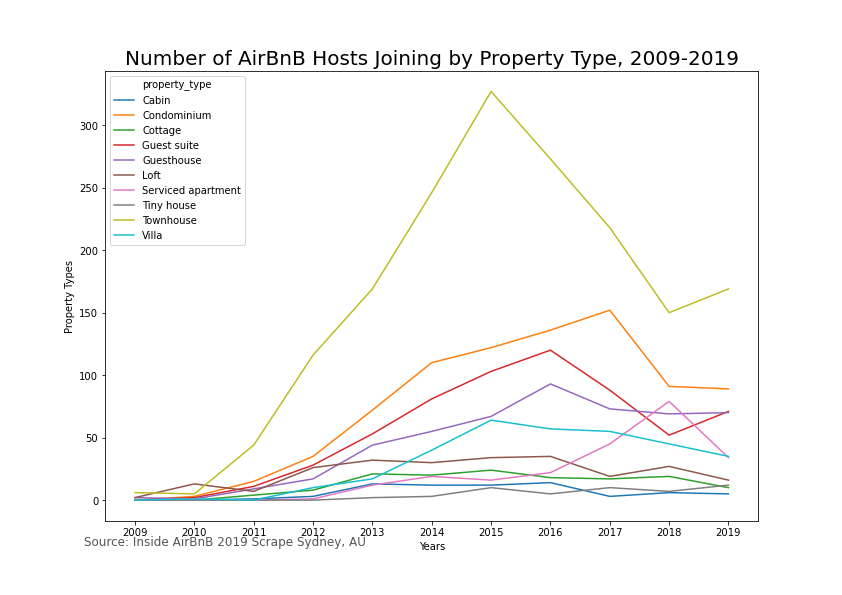 Number of AirBnB Hosts Joining by Property Type, 2009-2019
property_type
Cabin
Condominium
Cottage
Guest suite
Guesthouse
Loft
Serviced apartment
Tiny house
Townhouse
Villa
300
250
200
150
100
50
0
Property Types
2009 2010 2011 2012 2013 2014 2015 2016 2017 2018 2019
Source: Inside AirBnB 2019 Scrape Sydney, AU
Years